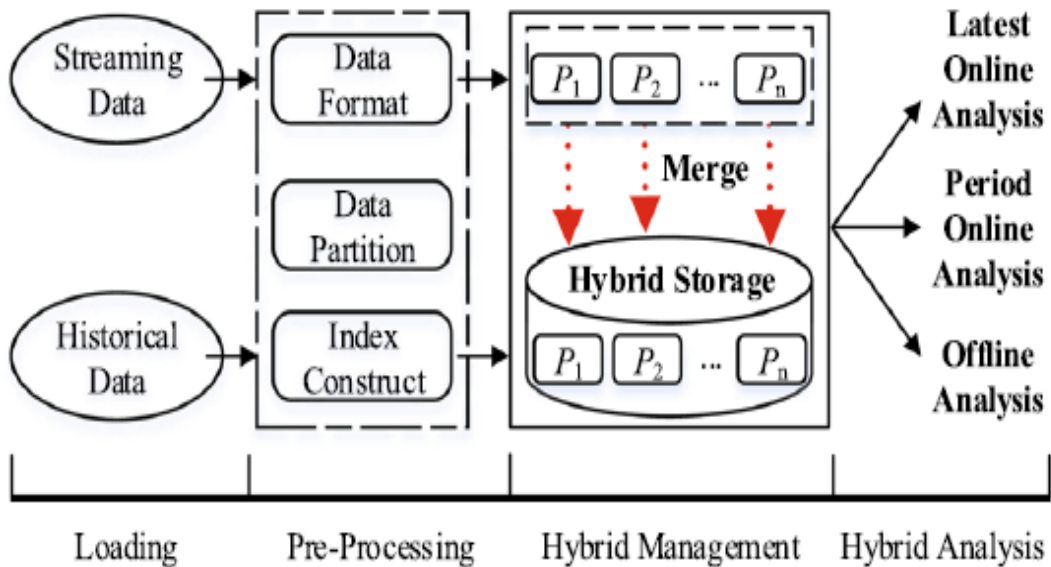 Streaming
Data
Historical
Data
Data
Format
Data
Partition
Index
Construct
P1 P2 ... Pn
Merge
Hybrid Storage
P1 P2 ... Pn
Latest
Online
Analysis
Period
Online
Analysis
Offline
Analysis
Loading
Pre-Processing
Hybrid Management
Hybrid Analysis